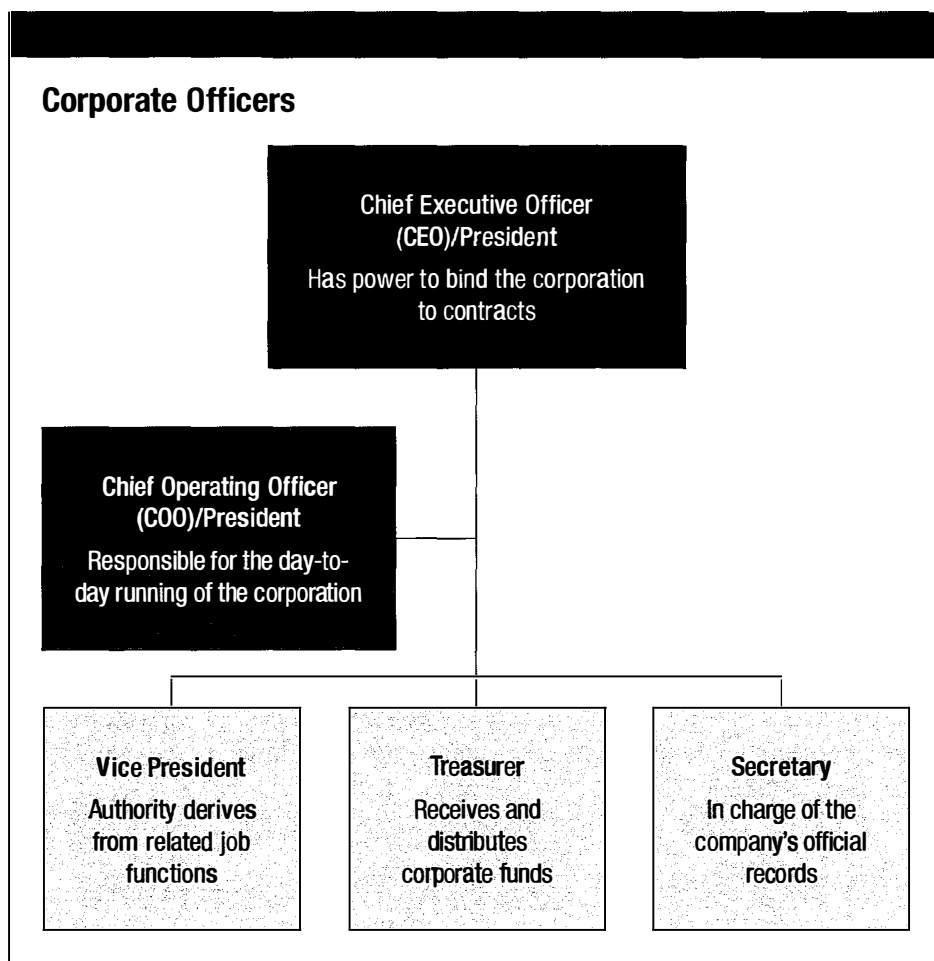 Corporate Officers
Chief Executive Officer
(CEO)/President
Has power to bind the corporation
to contracts
Chief Operating Officer
(COO)/President
Responsible for the day-to-
day running of the corporation
Vice President
Authority derives
from related job
functions
Treasurer
Receives and
distributes
corporate funds
Secretary
In charge of the
company's official
records